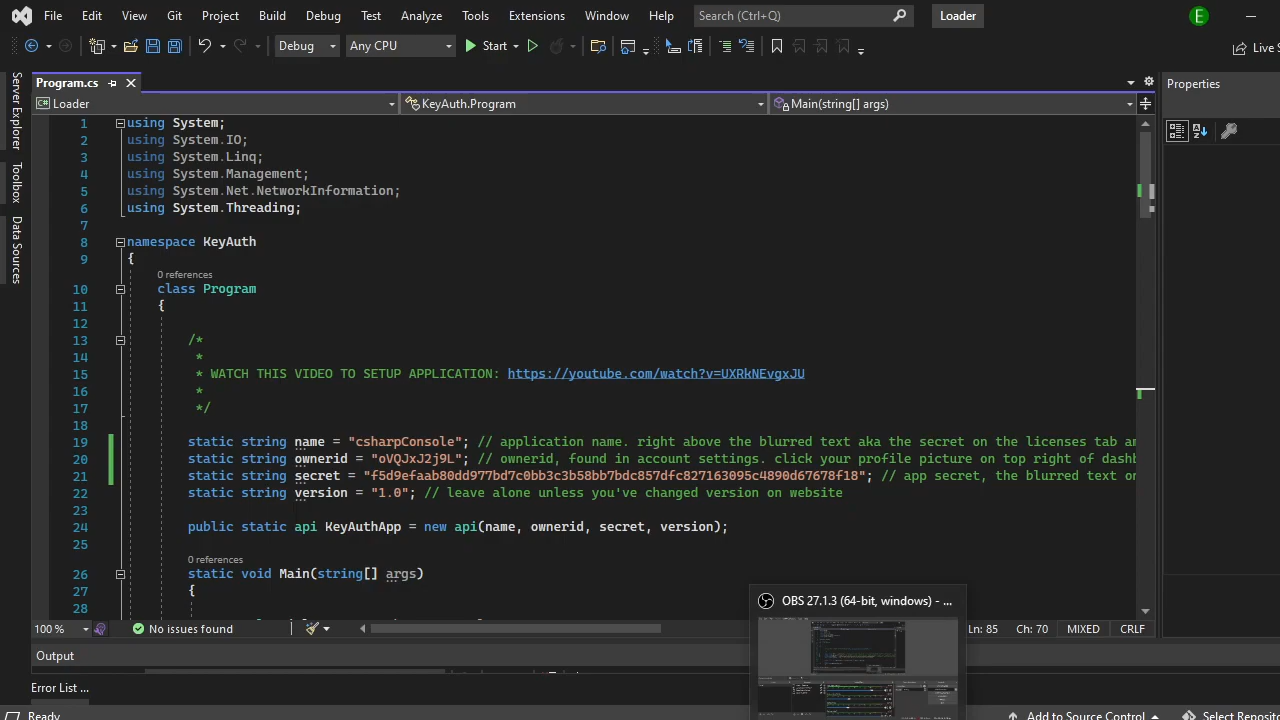 File Edit View Git Project Build Debug Test Analyze Tools Extensions Window Help Search (Ctrl+Q) Loader E
Debug Any CPU Start Live S
Server Explorer
Toolbox
Data Sources
Program.cs
Properties
Loader KeyAuth.Program Main(string[] args)
1 using System;
2 using System.IO;
3 using System.Linq;
4 using System.Management;
5 using System.Net.NetworkInformation;
6 using System.Threading;
7
8 namespace KeyAuth
9 {
0 references
10 class Program
11 {
12
13 /*
14 *
15 * WATCH THIS VIDEO TO SETUP APPLICATION: https://youtube.com/watch?v=UXRkNEvgxJU
16 *
17 */
18
19 static string name = "csharpConsole"; // application name. right above the blurred text aka the secret on the licenses tab am
20 static string ownerid = "oVQJxJ2j9L"; // ownerid, found in account settings. click your profile picture on top right of dashb
21 static string secret = "f5d9efaab80dd977bd7c0bb3c3b58bb7bdc857dfc827163095c4890d67678f18"; // app secret, the blurred text on
22 static string version = "1.0"; // leave alone unless you've changed version on website
23
24 public static api KeyAuthApp = new api(name, ownerid, secret, version);
25
0 references
26 static void Main(string[] args)
27 {
28
OBS 27.1.3 (64-bit, windows) - ...
100 % No issues found Ln: 85 Ch: 70 MIXED CRLF
Output
Error List ...
Ready Add to Source Control Select Repo